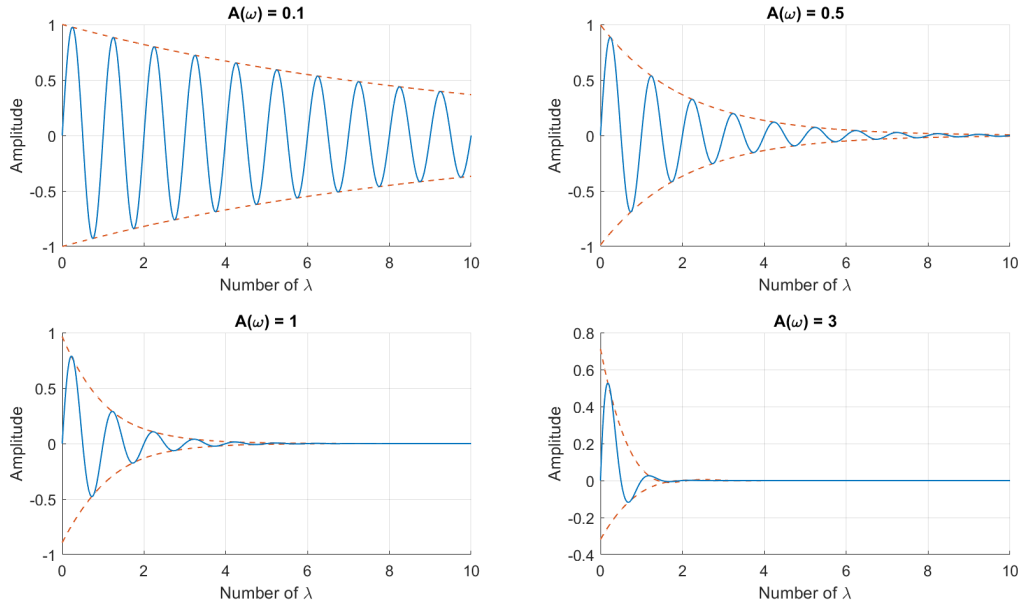 A(ω) = 0.1
1
0.5
0
-0.5
-1
Amplitude
0 2 4 6 8 10
Number of λ
A(ω) = 0.5
1
0.5
0
-0.5
-1
Amplitude
0 2 4 6 8 10
Number of λ
A(ω) = 1
1
0.5
0
-0.5
-1
Amplitude
0 2 4 6 8 10
Number of λ
A(ω) = 3
0.8
0.6
0.4
0.2
0
-0.2
-0.4
Amplitude
0 2 4 6 8 10
Number of λ